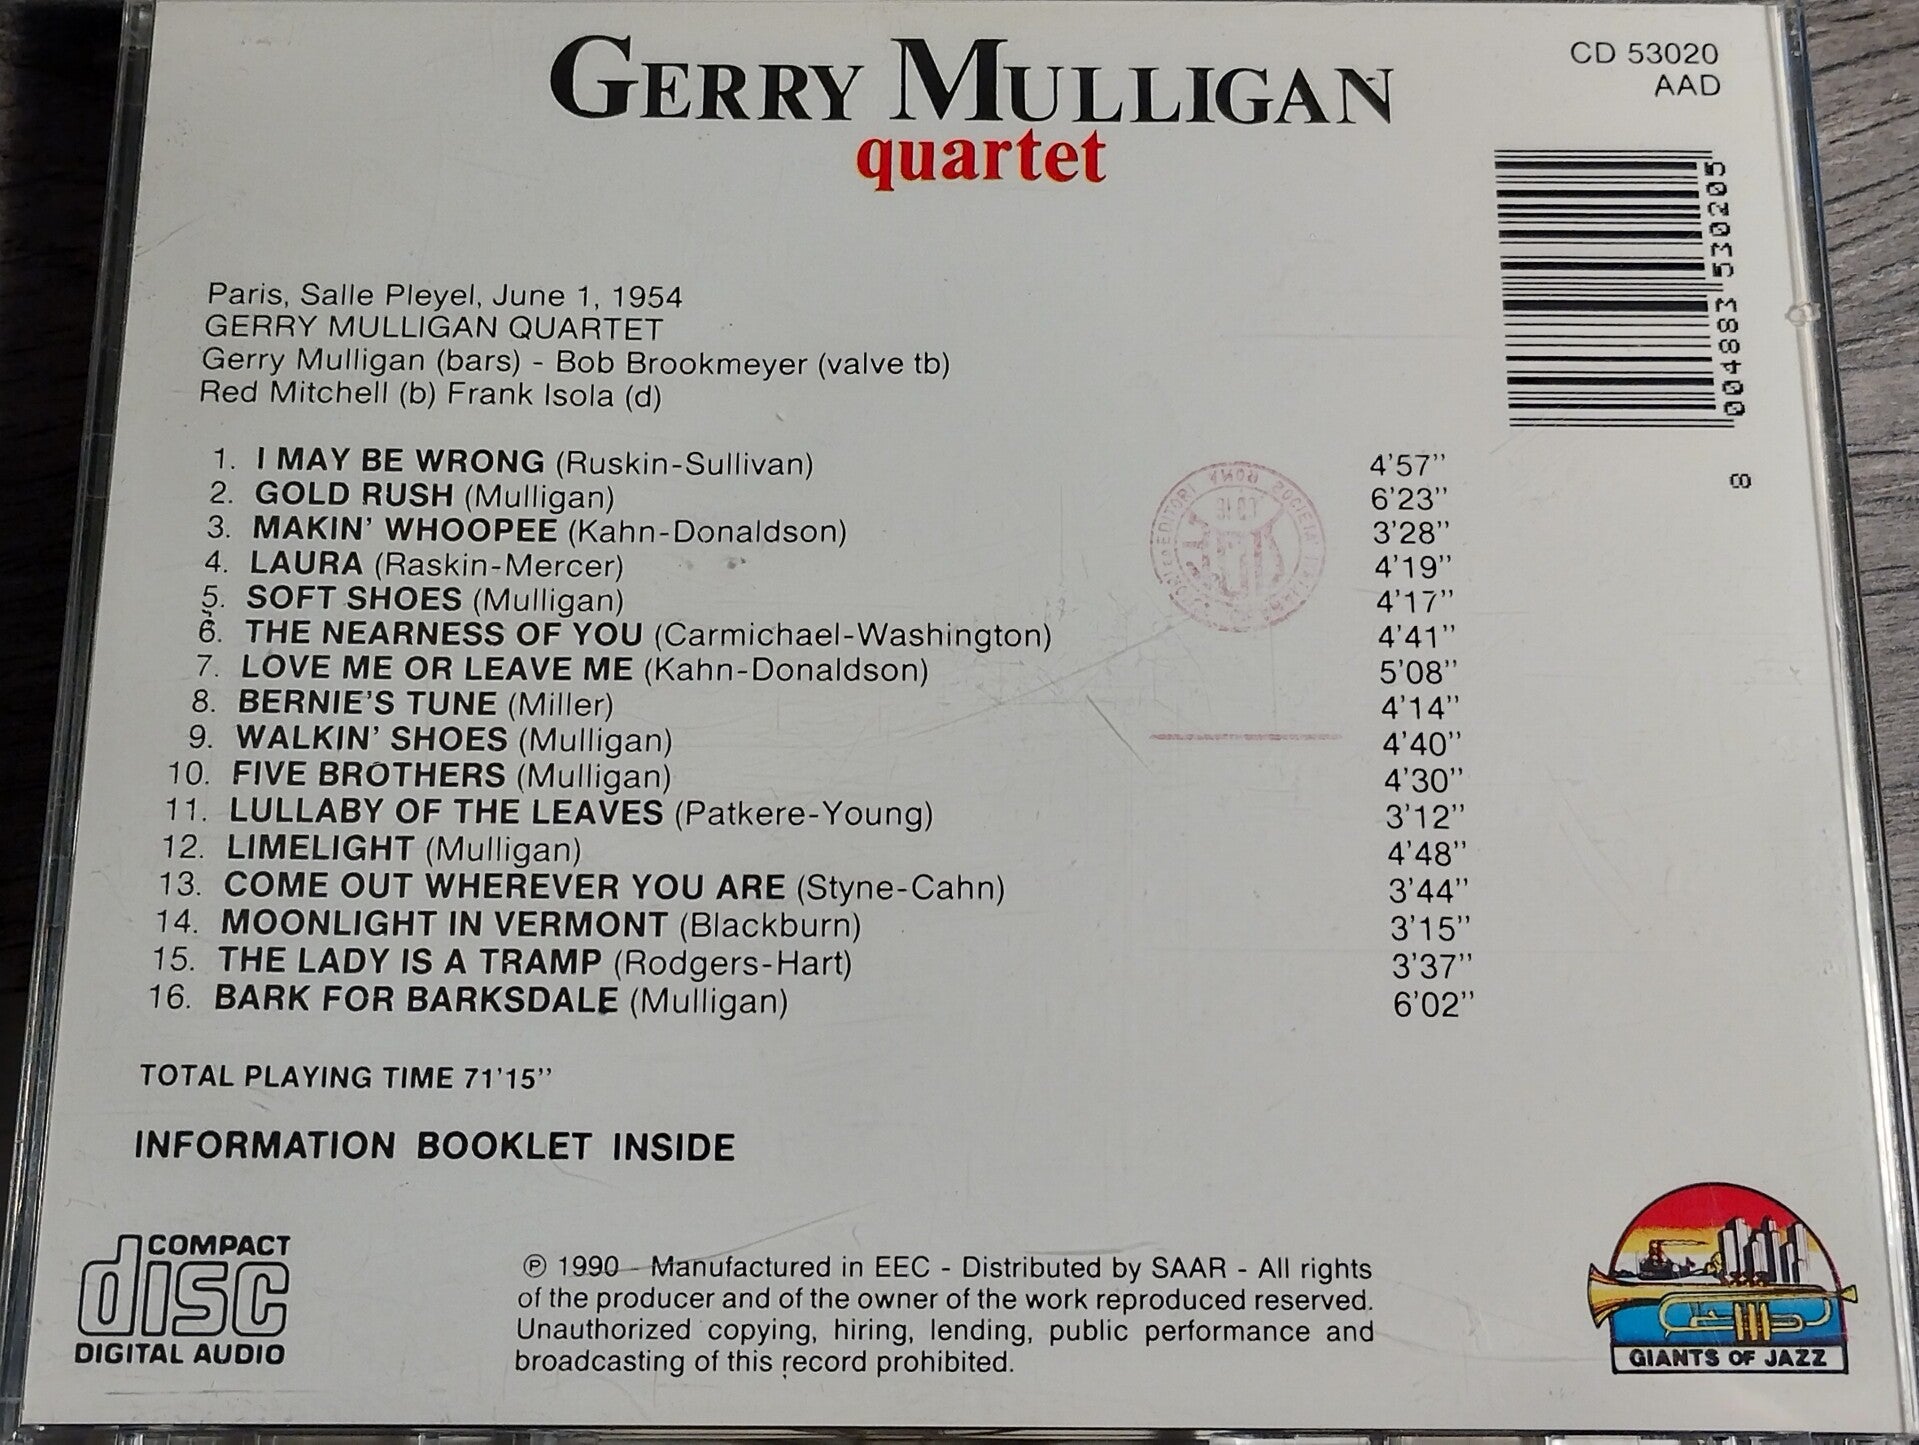 GERRY MULLIGAN
quartet
CD 53020
AAD
8 004883 530205
Paris, Salle Pleyel, June 1, 1954
GERRY MULLIGAN QUARTET
Gerry Mulligan (bars) - Bob Brookmeyer (valve tb)
Red Mitchell (b) Frank Isola (d)
1. I MAY BE WRONG (Ruskin-Sullivan) 4'57''
2. GOLD RUSH (Mulligan) 6'23''
3. MAKIN' WHOOPEE (Kahn-Donaldson) 3'28''
4. LAURA (Raskin-Mercer) 4'19''
5. SOFT SHOES (Mulligan) 4'17''
6. THE NEARNESS OF YOU (Carmichael-Washington) 4'41''
7. LOVE ME OR LEAVE ME (Kahn-Donaldson) 5'08''
8. BERNIE'S TUNE (Miller) 4'14''
9. WALKIN' SHOES (Mulligan) 4'40''
10. FIVE BROTHERS (Mulligan) 4'30''
11. LULLABY OF THE LEAVES (Patkere-Young) 3'12''
12. LIMELIGHT (Mulligan) 4'48''
13. COME OUT WHEREVER YOU ARE (Styne-Cahn) 3'44''
14. MOONLIGHT IN VERMONT (Blackburn) 3'15''
15. THE LADY IS A TRAMP (Rodgers-Hart) 3'37''
16. BARK FOR BARKSDALE (Mulligan) 6'02''
TOTAL PLAYING TIME 71'15''
INFORMATION BOOKLET INSIDE
COMPACT
disc
DIGITAL AUDIO
℗ 1990 - Manufactured in EEC - Distributed by SAAR - All rights
of the producer and of the owner of the work reproduced reserved.
Unauthorized copying, hiring, lending, public performance and
broadcasting of this record prohibited.
GIANTS OF JAZZ